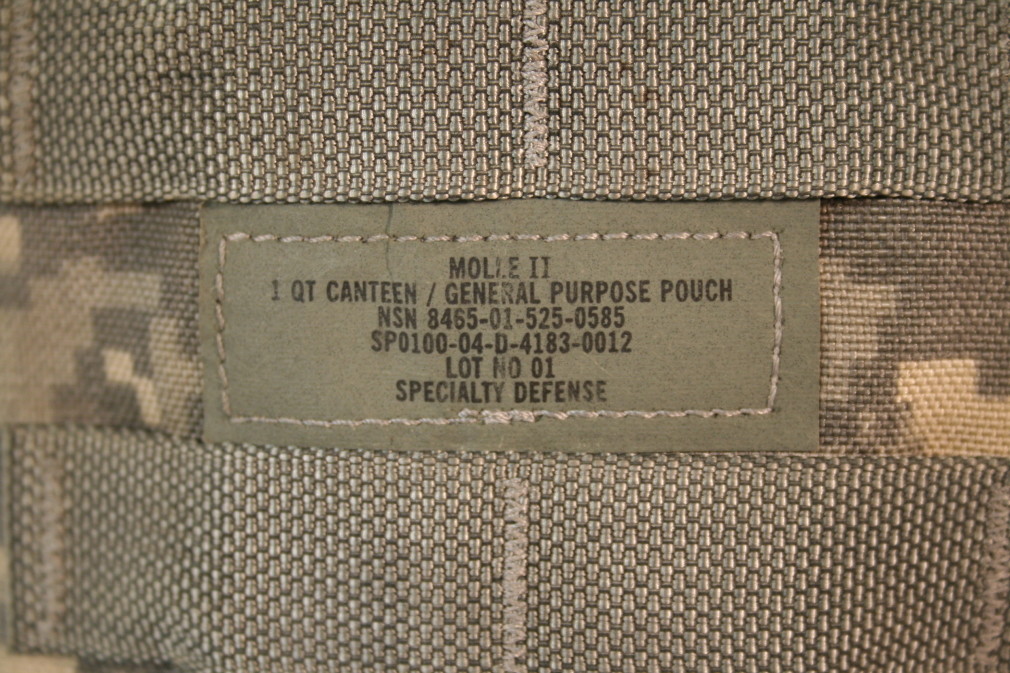 MOLLE II
1 QT CANTEEN / GENERAL PURPOSE POUCH
NSN 8465-01-525-0585
SP0100-04-D-4183-0012
LOT NO 01
SPECIALTY DEFENSE